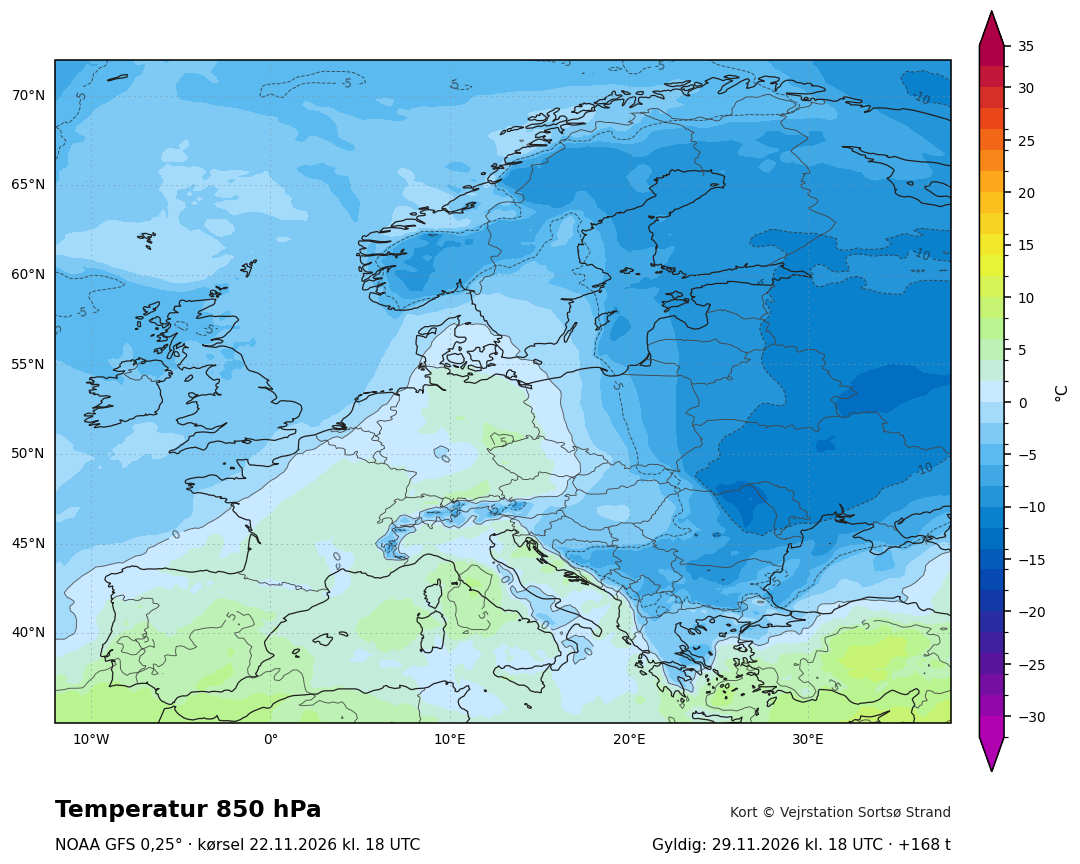 35
30
25
20
15
10
5
0
−5
−10
−15
−20
−25
−30
°C
70°N
65°N
60°N
55°N
50°N
45°N
40°N
10°W
0°
10°E
20°E
30°E
Temperatur 850 hPa
Kort © Vejrstation Sortsø Strand
NOAA GFS 0,25° · kørsel 22.11.2026 kl. 18 UTC
Gyldig: 29.11.2026 kl. 18 UTC · +168 t